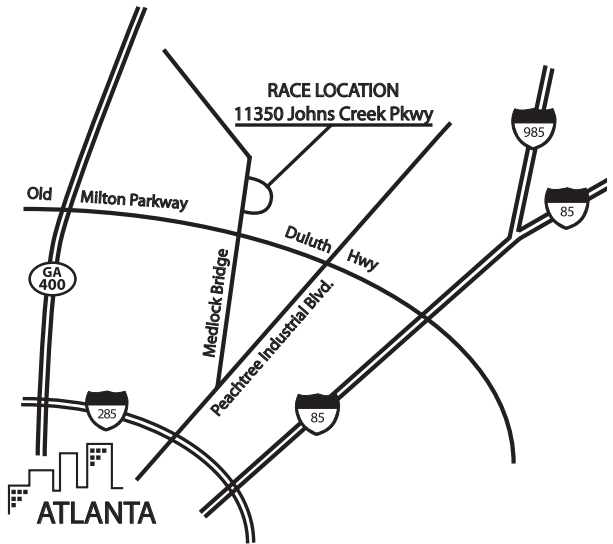 RACE LOCATION
11350 Johns Creek Pkwy
985
85
Old Milton Parkway
Duluth Hwy
GA
400
Medlock Bridge
Peachtree Industrial Blvd.
285
85
ATLANTA